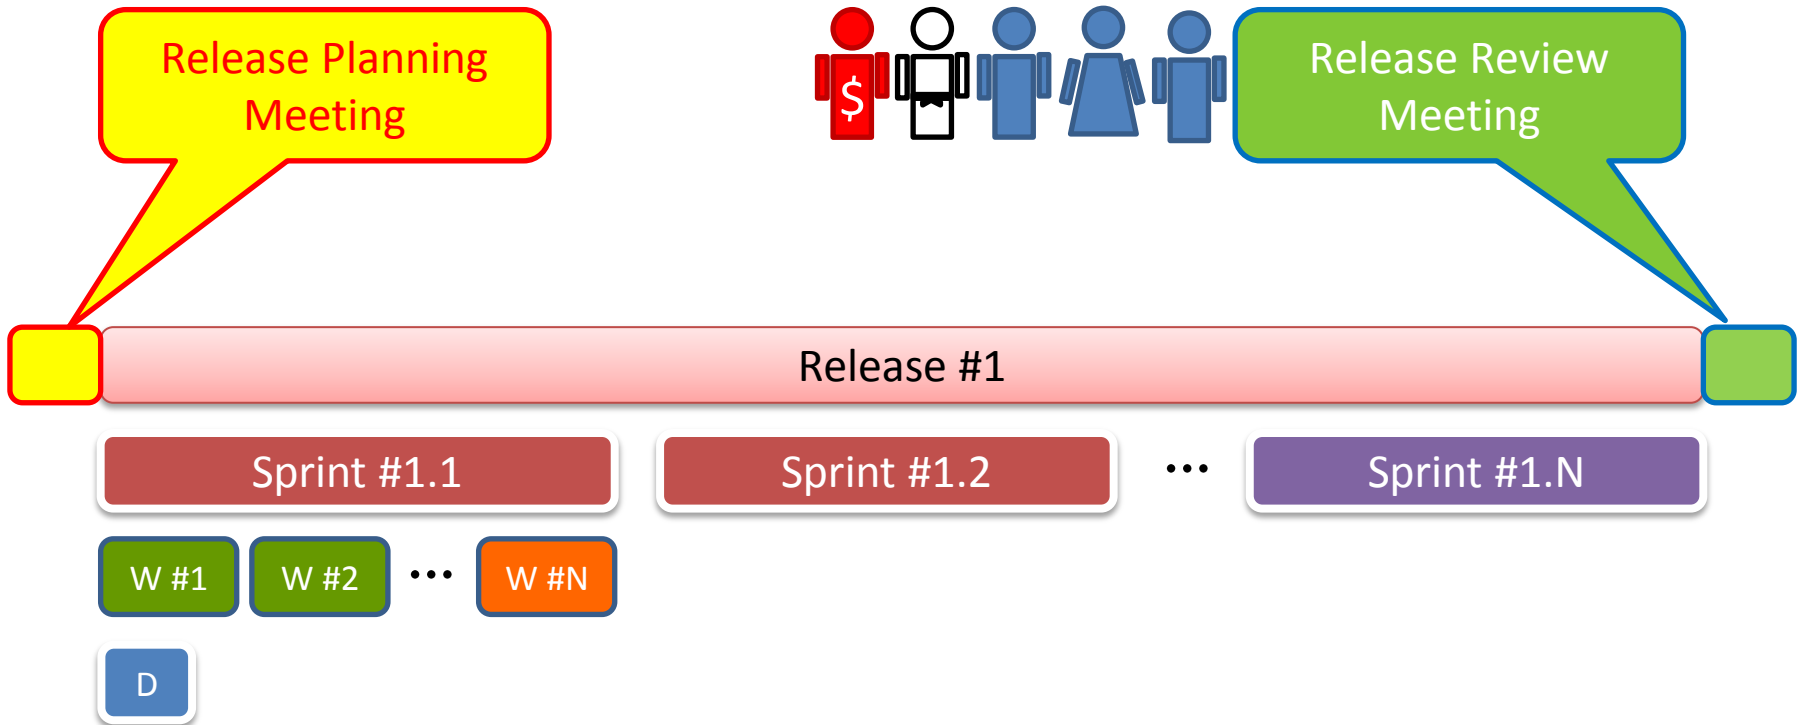 Release Planning
Meeting
$
Release Review
Meeting
Release #1
Sprint #1.1
Sprint #1.2
...
Sprint #1.N
W #1
W #2
...
W #N
D